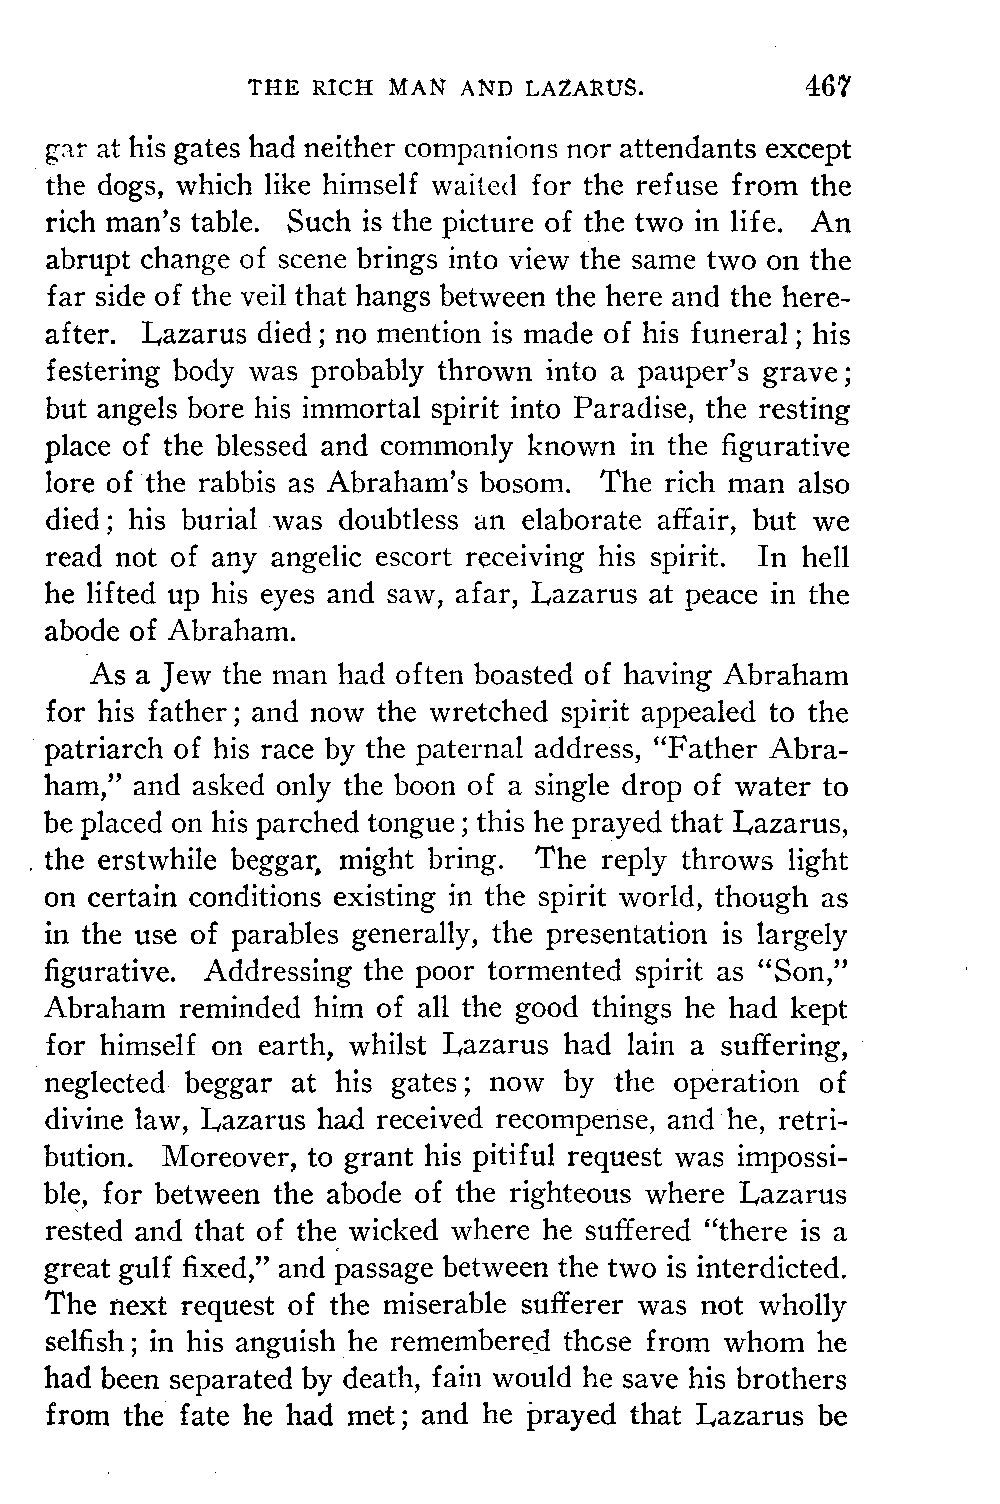 THE RICH MAN AND LAZARUS. 467
gar at his gates had neither companions nor attendants except
the dogs, which like himself waited for the refuse from the
rich man's table. Such is the picture of the two in life. An
abrupt change of scene brings into view the same two on the
far side of the veil that hangs between the here and the here-
after. Lazarus died; no mention is made of his funeral; his
festering body was probably thrown into a pauper's grave;
but angels bore his immortal spirit into Paradise, the resting
place of the blessed and commonly known in the figurative
lore of the rabbis as Abraham's bosom. The rich man also
died; his burial was doubtless an elaborate affair, but we
read not of any angelic escort receiving his spirit. In hell
he lifted up his eyes and saw, afar, Lazarus at peace in the
abode of Abraham.
As a Jew the man had often boasted of having Abraham
for his father; and now the wretched spirit appealed to the
patriarch of his race by the paternal address, "Father Abra-
ham," and asked only the boon of a single drop of water to
be placed on his parched tongue; this he prayed that Lazarus,
the erstwhile beggar, might bring. The reply throws light
on certain conditions existing in the spirit world, though as
in the use of parables generally, the presentation is largely
figurative. Addressing the poor tormented spirit as "Son,"
Abraham reminded him of all the good things he had kept
for himself on earth, whilst Lazarus had lain a suffering,
neglected beggar at his gates; now by the operation of
divine law, Lazarus had received recompense, and he, retri-
bution. Moreover, to grant his pitiful request was impossi-
ble, for between the abode of the righteous where Lazarus
rested and that of the wicked where he suffered "there is a
great gulf fixed," and passage between the two is interdicted.
The next request of the miserable sufferer was not wholly
selfish; in his anguish he remembered those from whom he
had been separated by death, fain would he save his brothers
from the fate he had met; and he prayed that Lazarus be